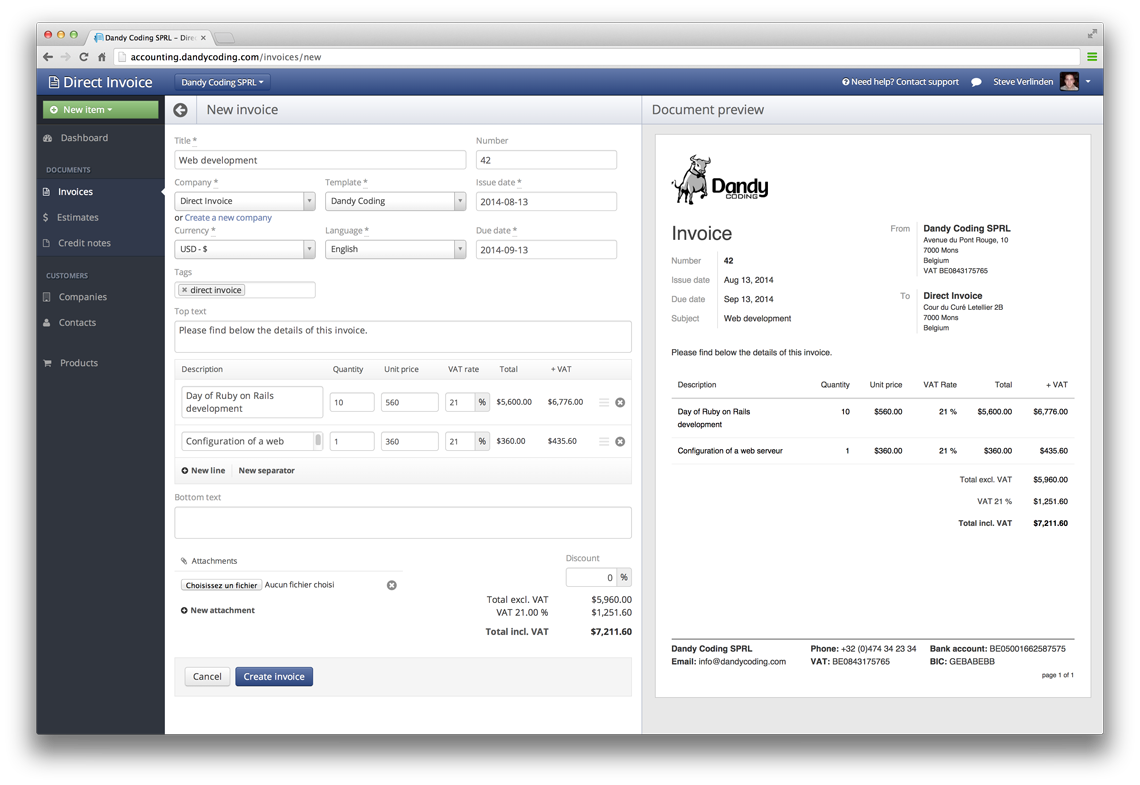 Dandy Coding SPRL – Dire
accounting.dandycoding.com/invoices/new
Direct Invoice
Dandy Coding SPRL
Need help? Contact support
Steve Verlinden
New item
Dashboard
DOCUMENTS
Invoices
Estimates
Credit notes
CUSTOMERS
Companies
Contacts
Products
New invoice
Title *
Number
Web development
42
Company *
Template *
Issue date *
Direct Invoice
Dandy Coding
2014-08-13
or Create a new company
Currency *
Language *
Due date *
USD - $
English
2014-09-13
Tags
× direct invoice
Top text
Please find below the details of this invoice.
Description Quantity Unit price VAT rate Total + VAT
Day of Ruby on Rails
development
10 560 21 % $5,600.00 $6,776.00
Configuration of a web 1 360 21 % $360.00 $435.60
New line New separator
Bottom text
Attachments
Choisissez un fichier Aucun fichier choisi
New attachment
Discount
0 %
Total excl. VAT $5,960.00
VAT 21.00 % $1,251.60
Total incl. VAT $7,211.60
Cancel Create invoice
Document preview
Dandy
CODING
Invoice
Number 42
Issue date Aug 13, 2014
Due date Sep 13, 2014
Subject Web development
From Dandy Coding SPRL
Avenue du Pont Rouge, 10
7000 Mons
Belgium
VAT BE0843175765
To Direct Invoice
Cour du Curé Letellier 2B
7000 Mons
Belgium
Please find below the details of this invoice.
Description Quantity Unit price VAT Rate Total + VAT
Day of Ruby on Rails 10 $560.00 21 % $5,600.00 $6,776.00
development
Configuration of a web serveur 1 $360.00 21 % $360.00 $435.60
Total excl. VAT $5,960.00
VAT 21 % $1,251.60
Total incl. VAT $7,211.60
Dandy Coding SPRL Phone: +32 (0)474 34 23 34 Bank account: BE05001662587575
Email: info@dandycoding.com VAT: BE0843175765 BIC: GEBABEBB
page 1 of 1